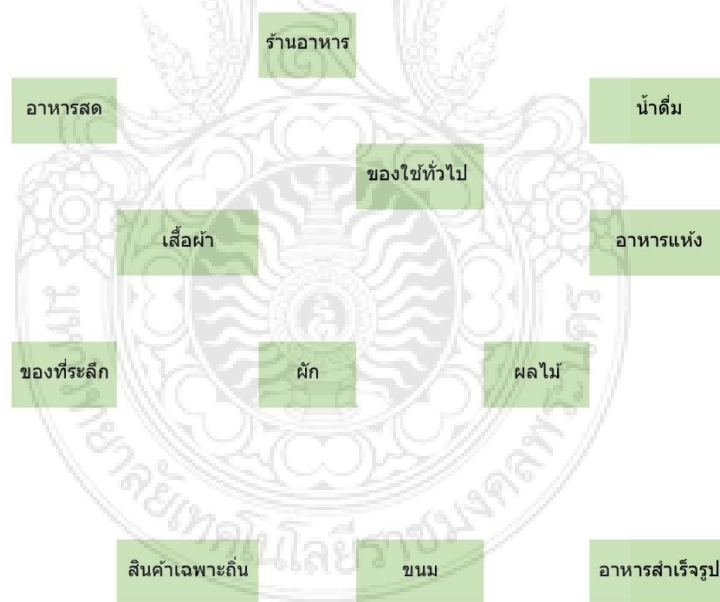 ร้านอาหาร
อาหารสด
น้ำดื่ม
ของใช้ทั่วไป
เสื้อผ้า
อาหารแห้ง
ของที่ระลึก
ผัก
ผลไม้
สินค้าเฉพาะถิ่น
ขนม
อาหารสำเร็จรูป